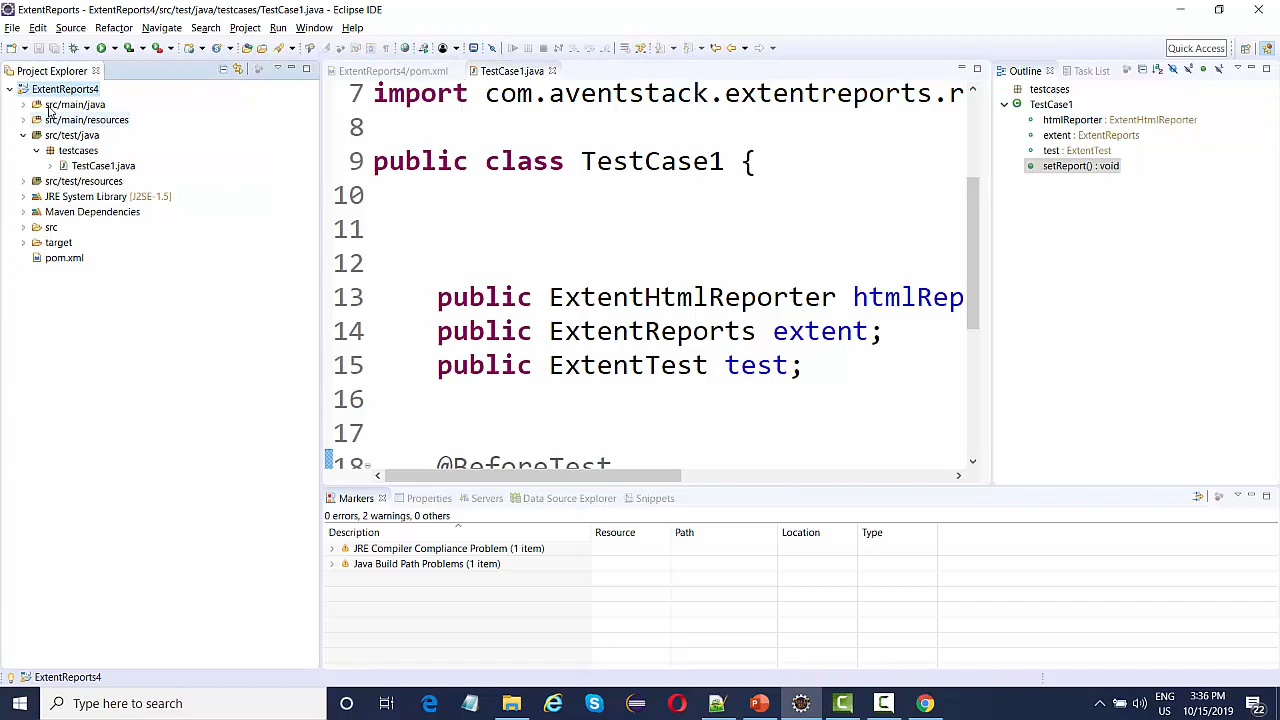 ExtentReports - ExtentReports4/src/test/java/testcases/TestCase1.java - Eclipse IDE
File Edit Source Refactor Navigate Search Project Run Window Help
Quick Access
Project Explorer
ExtentReports4
src/main/java
src/main/resources
src/test/java
testcases
TestCase1.java
src/test/resources
JRE System Library [J2SE-1.5]
Maven Dependencies
src
target
pom.xml
ExtentReports4/pom.xml TestCase1.java
7 import com.aventstack.extentreports.r
8
9 public class TestCase1 {
10
11
12
13 public ExtentHtmlReporter htmlRep
14 public ExtentReports extent;
15 public ExtentTest test;
16
17
18 @BeforeTest
Outline Task List
testcases
TestCase1
htmlReporter : ExtentHtmlReporter
extent : ExtentReports
test : ExtentTest
setReport() : void
Markers Properties Servers Data Source Explorer Snippets
0 errors, 2 warnings, 0 others
Description Resource Path Location Type
JRE Compiler Compliance Problem (1 item)
Java Build Path Problems (1 item)
ExtentReports4
Type here to search
ENG
US
3:36 PM
10/15/2019
22